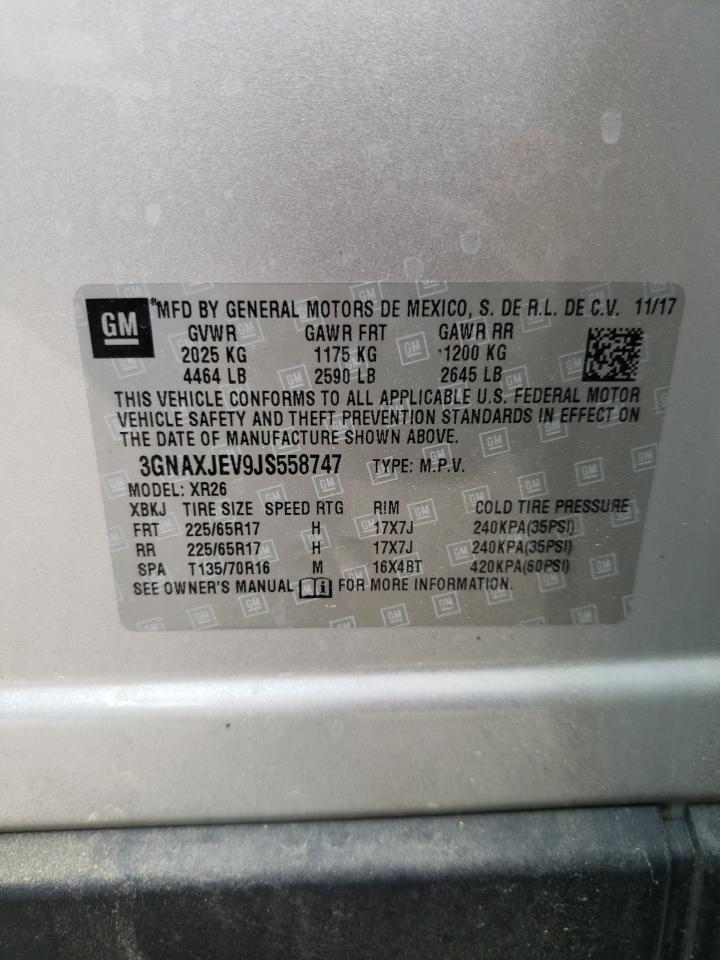 GM ®MFD BY GENERAL MOTORS DE MEXICO, S. DE R.L. DE C.V. 11/17
GVWR GAWR FRT GAWR RR
2025 KG 1175 KG 1200 KG
4464 LB 2590 LB 2645 LB
THIS VEHICLE CONFORMS TO ALL APPLICABLE U.S. FEDERAL MOTOR
VEHICLE SAFETY AND THEFT PREVENTION STANDARDS IN EFFECT ON
THE DATE OF MANUFACTURE SHOWN ABOVE.
3GNAXJEV9JS558747 TYPE: M.P.V.
MODEL: XR26
XBKJ TIRE SIZE SPEED RTG RIM COLD TIRE PRESSURE
FRT 225/65R17 H 17X7J 240KPA(35PSI)
RR 225/65R17 H 17X7J 240KPA(35PSI)
SPA T135/70R16 M 16X4BT 420KPA(60PSI)
SEE OWNER'S MANUAL FOR MORE INFORMATION.